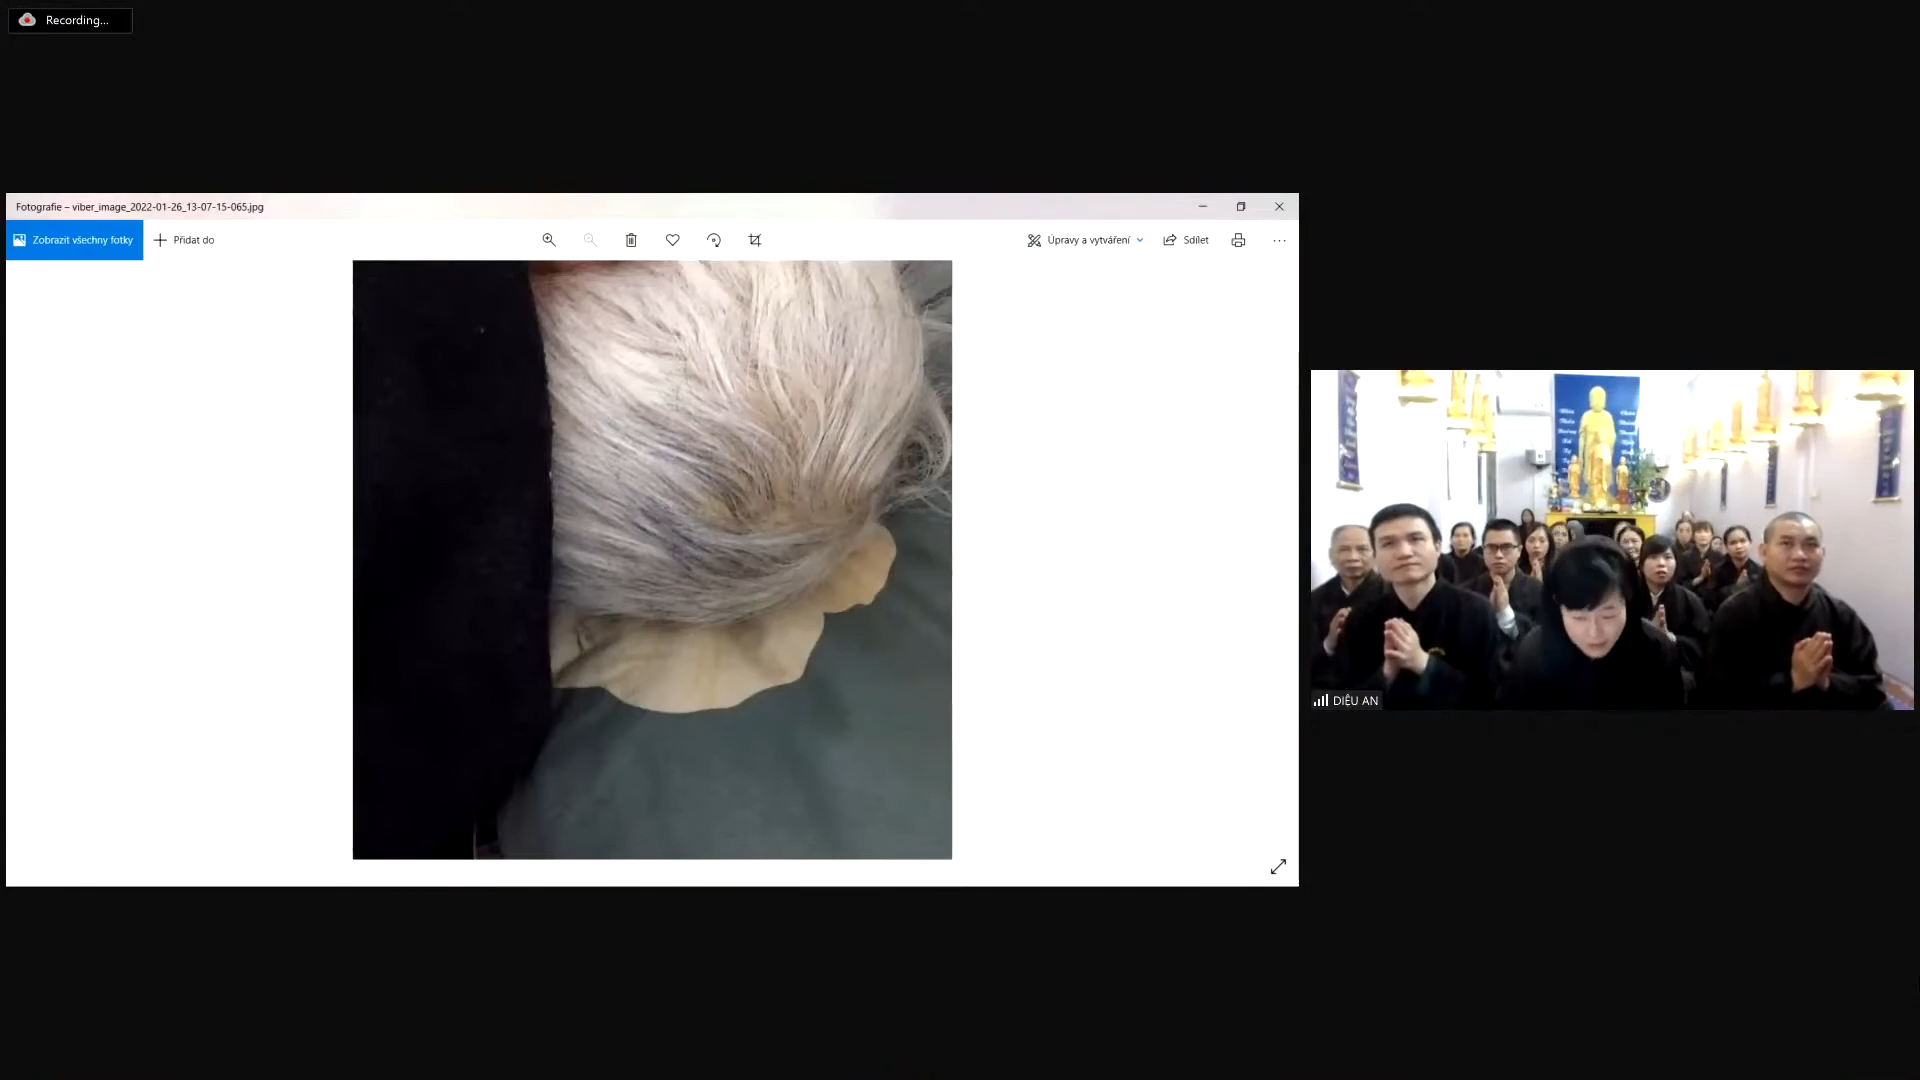 Recording...
Fotografie – viber_image_2022-01-26_13-07-15-065.jpg
Zobrazit všechny fotky
Přidat do
Úpravy a vytváření
Sdílet
DIỆU AN